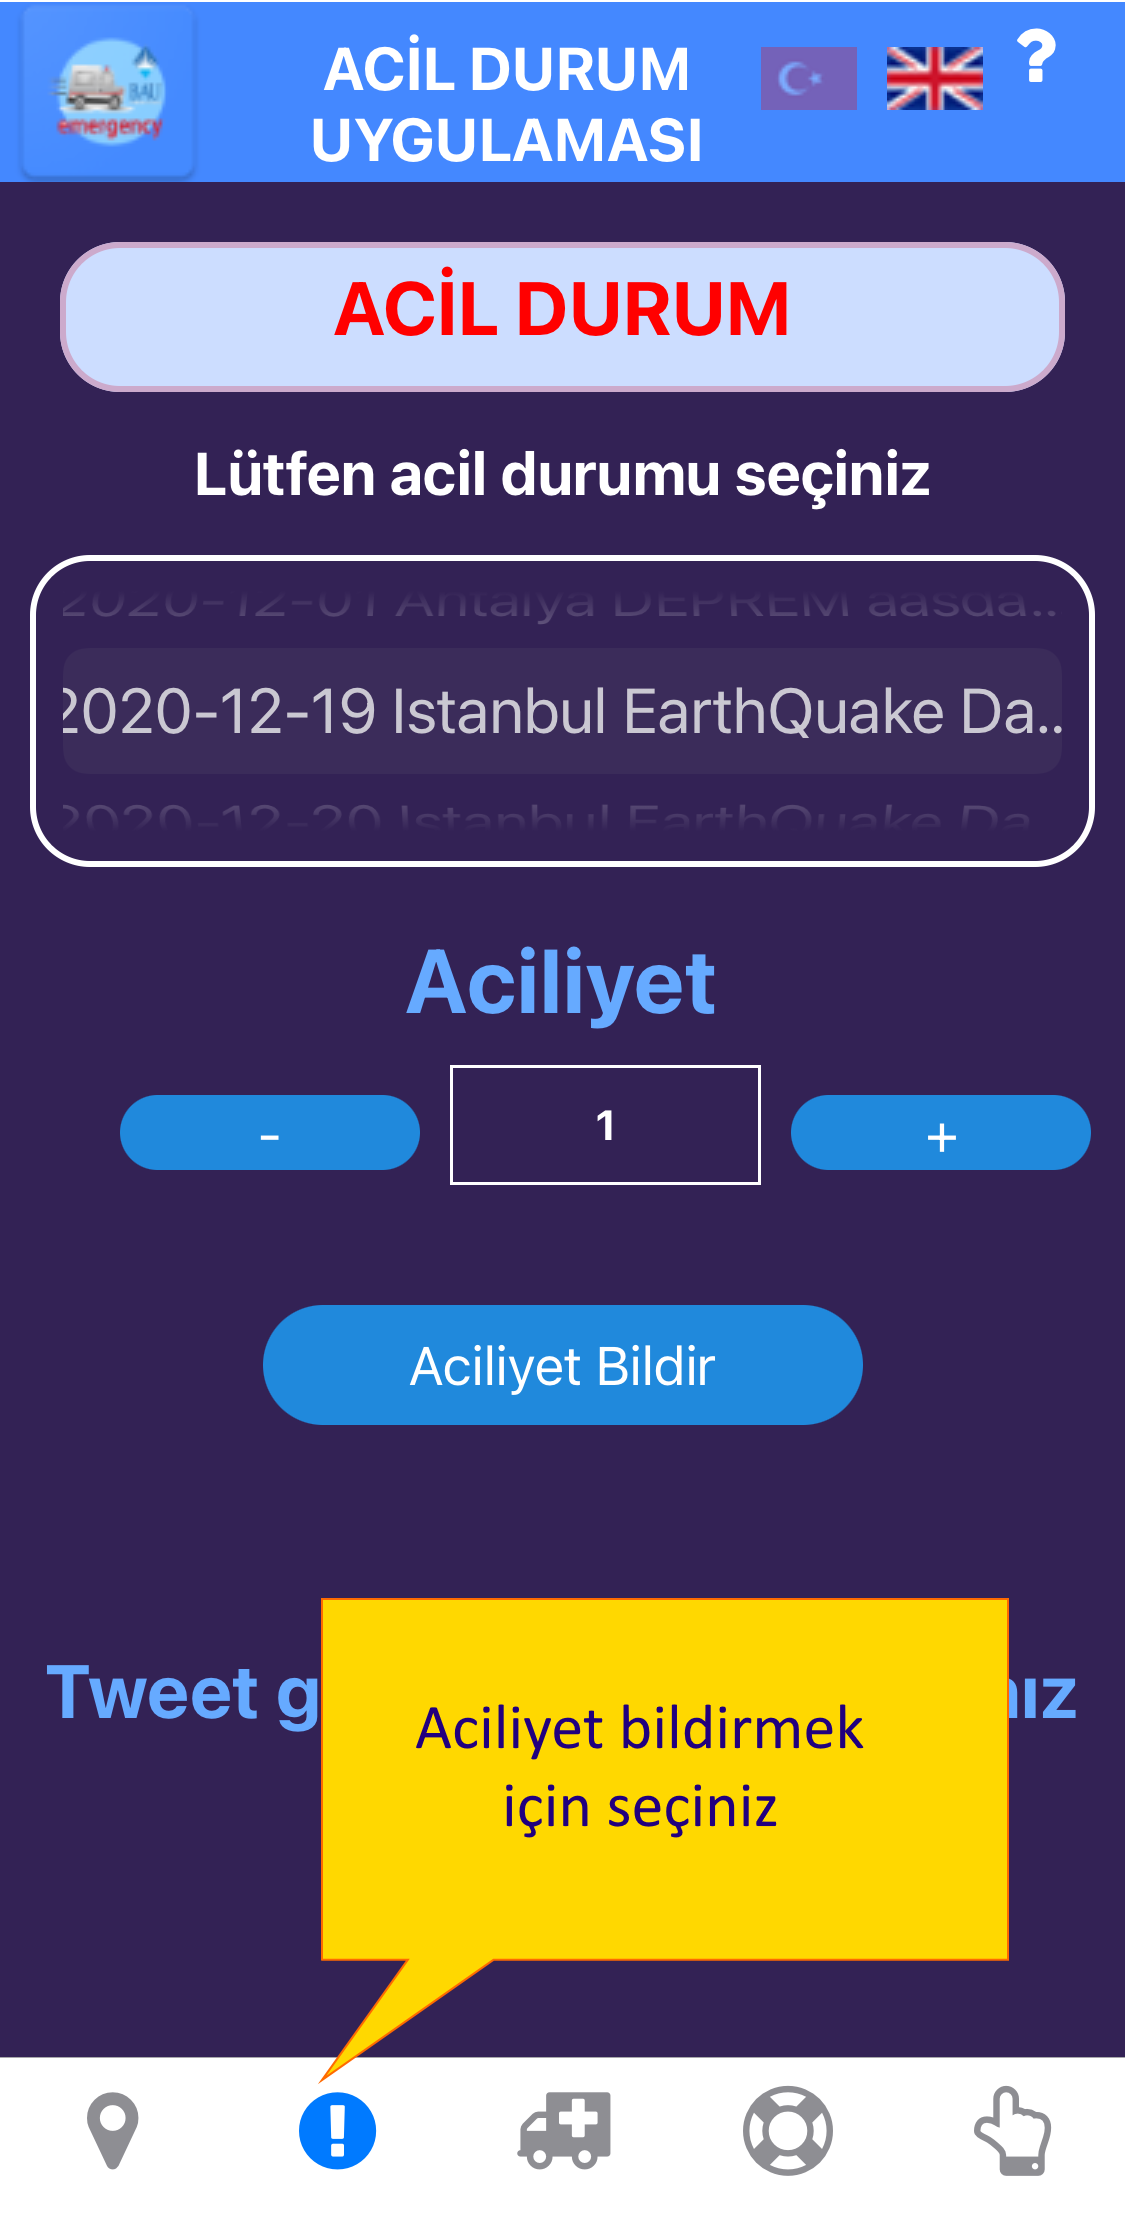 BAU
emergency
ACİL DURUM
UYGULAMASI
?
ACİL DURUM
Lütfen acil durumu seçiniz
2020-12-01 Antalya DEPREM aasda..
2020-12-19 Istanbul EarthQuake Da..
2020-12-20 Istanbul EarthQuake Da
Aciliyet
- 1 +
Aciliyet Bildir
Tweet g
ız
Aciliyet bildirmek
için seçiniz